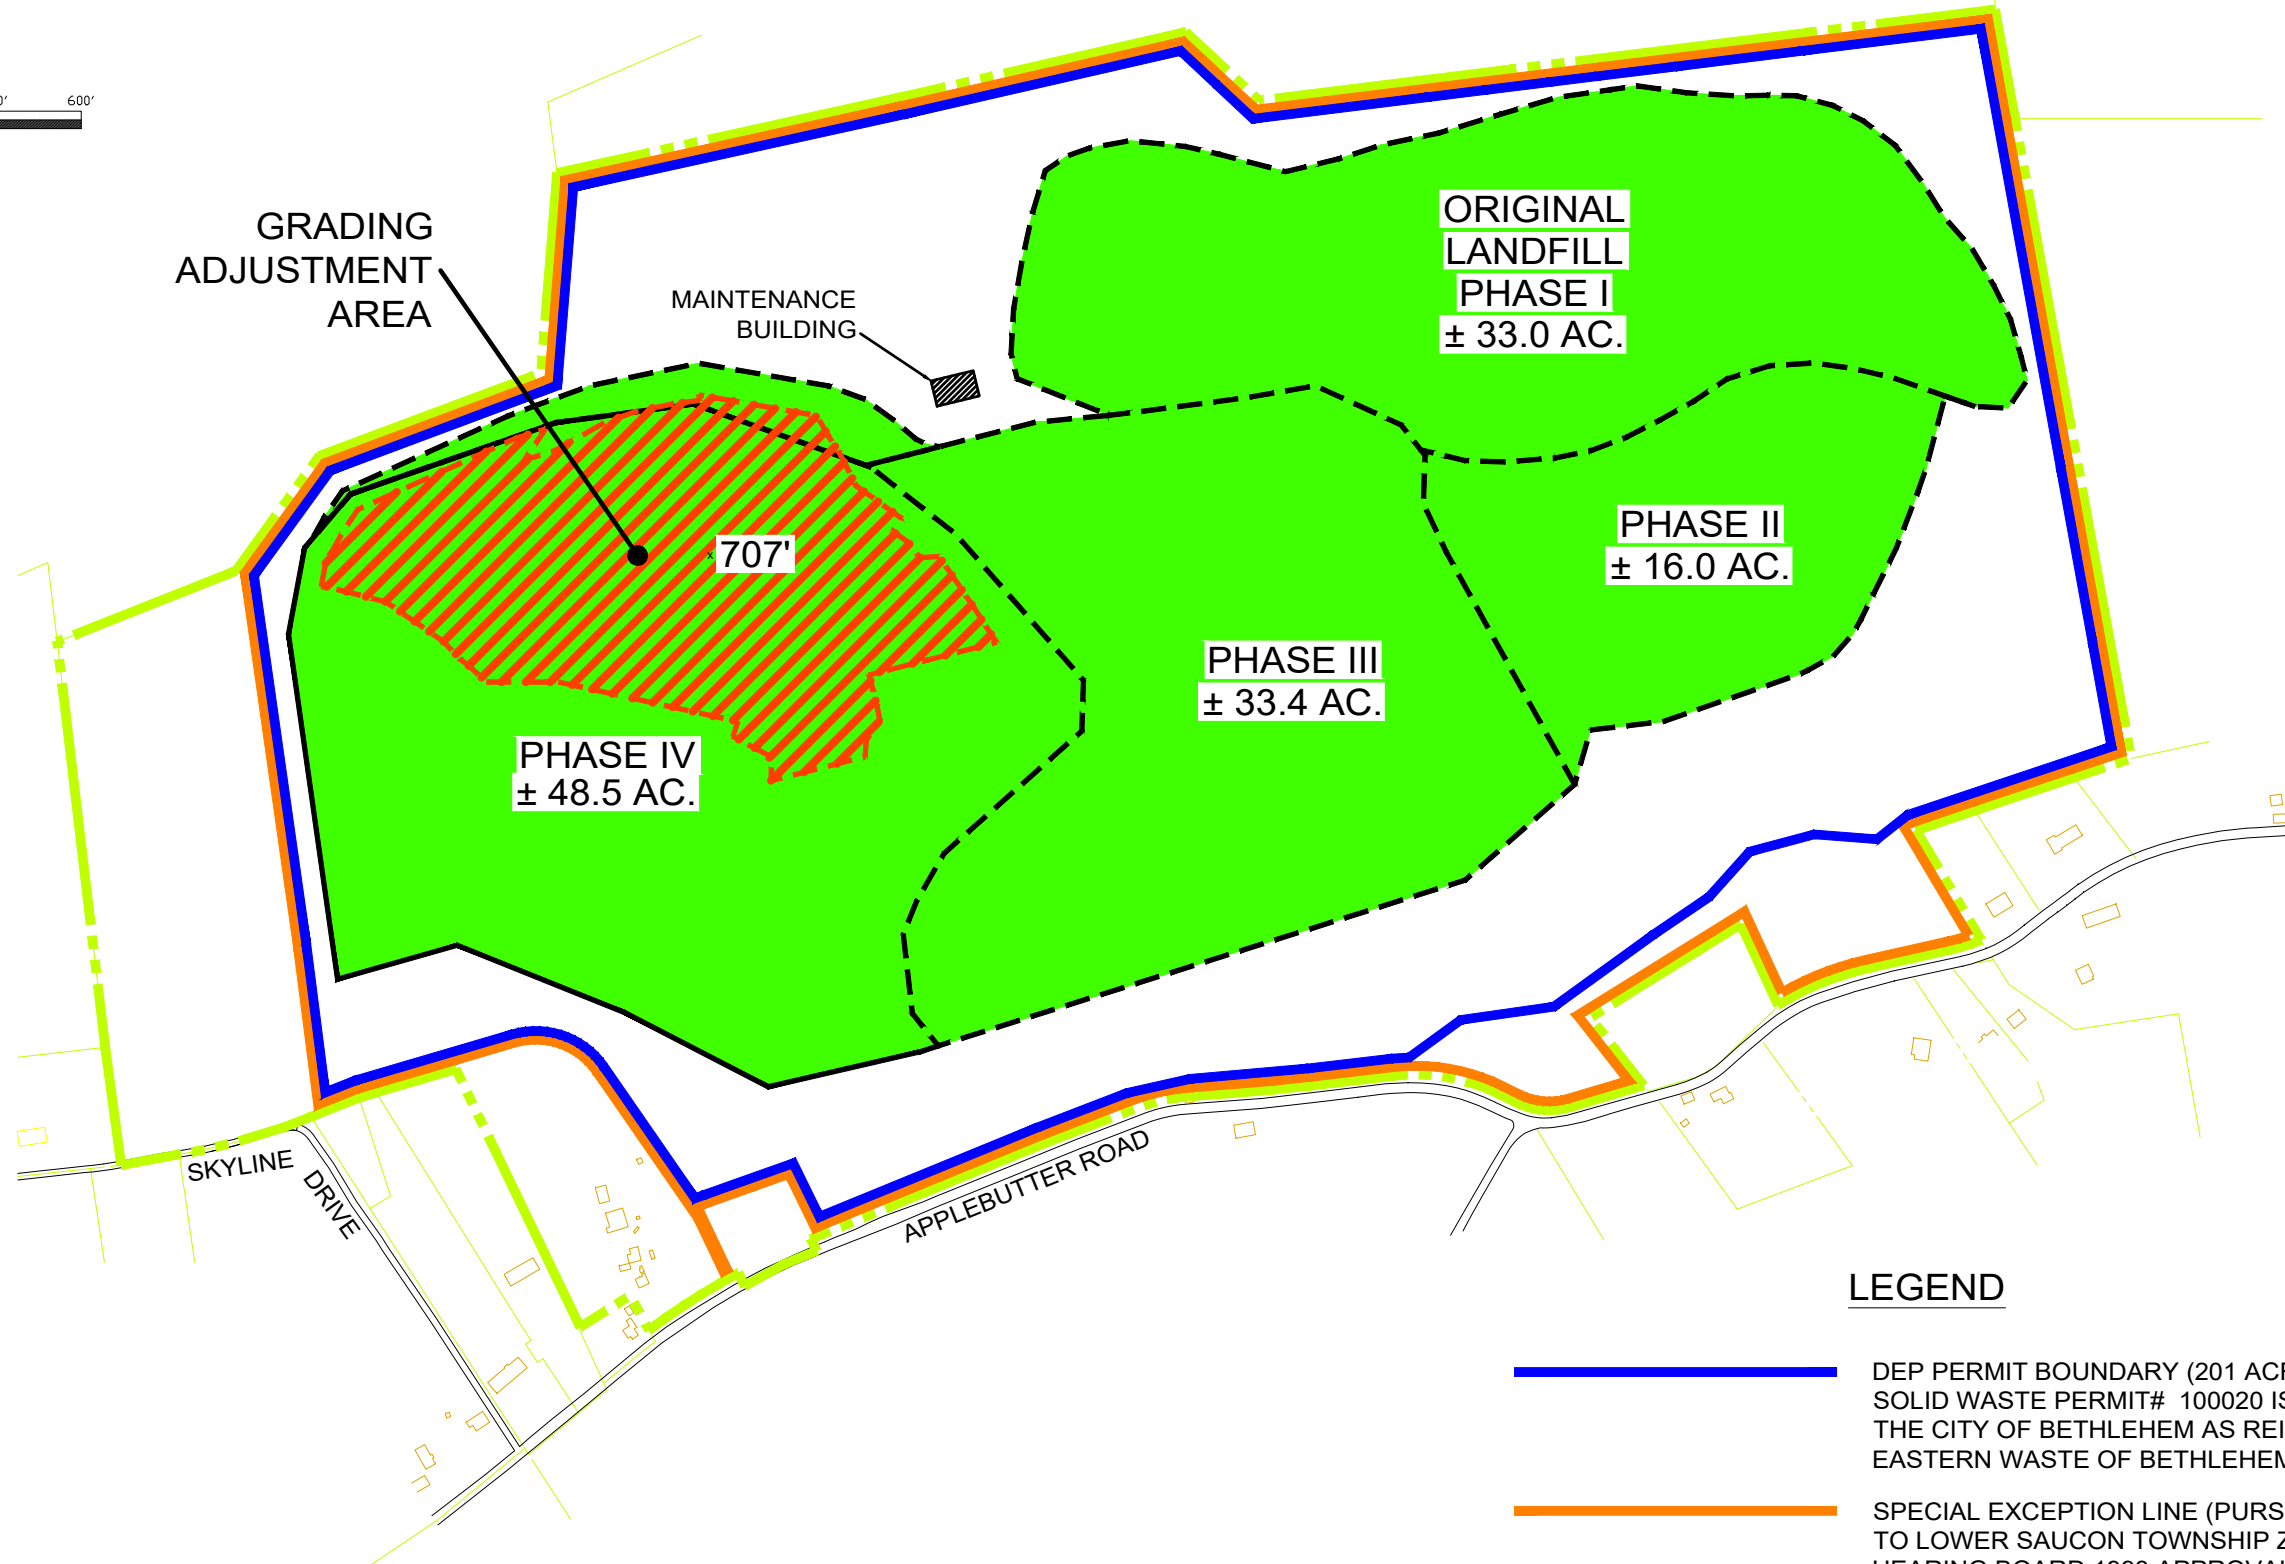 600'
GRADING
ADJUSTMENT
AREA
MAINTENANCE
BUILDING
ORIGINAL
LANDFILL
PHASE I
± 33.0 AC.
PHASE II
± 16.0 AC.
707'
PHASE III
± 33.4 AC.
PHASE IV
± 48.5 AC.
SKYLINE
DRIVE
APPLEBUTTER ROAD
LEGEND
DEP PERMIT BOUNDARY (201
SOLID WASTE PERMIT# 100020
THE CITY OF BETHLEHEM AS
EASTERN WASTE OF BETHLEHEM
SPECIAL EXCEPTION LINE
TO LOWER SAUCON TOWNSHIP